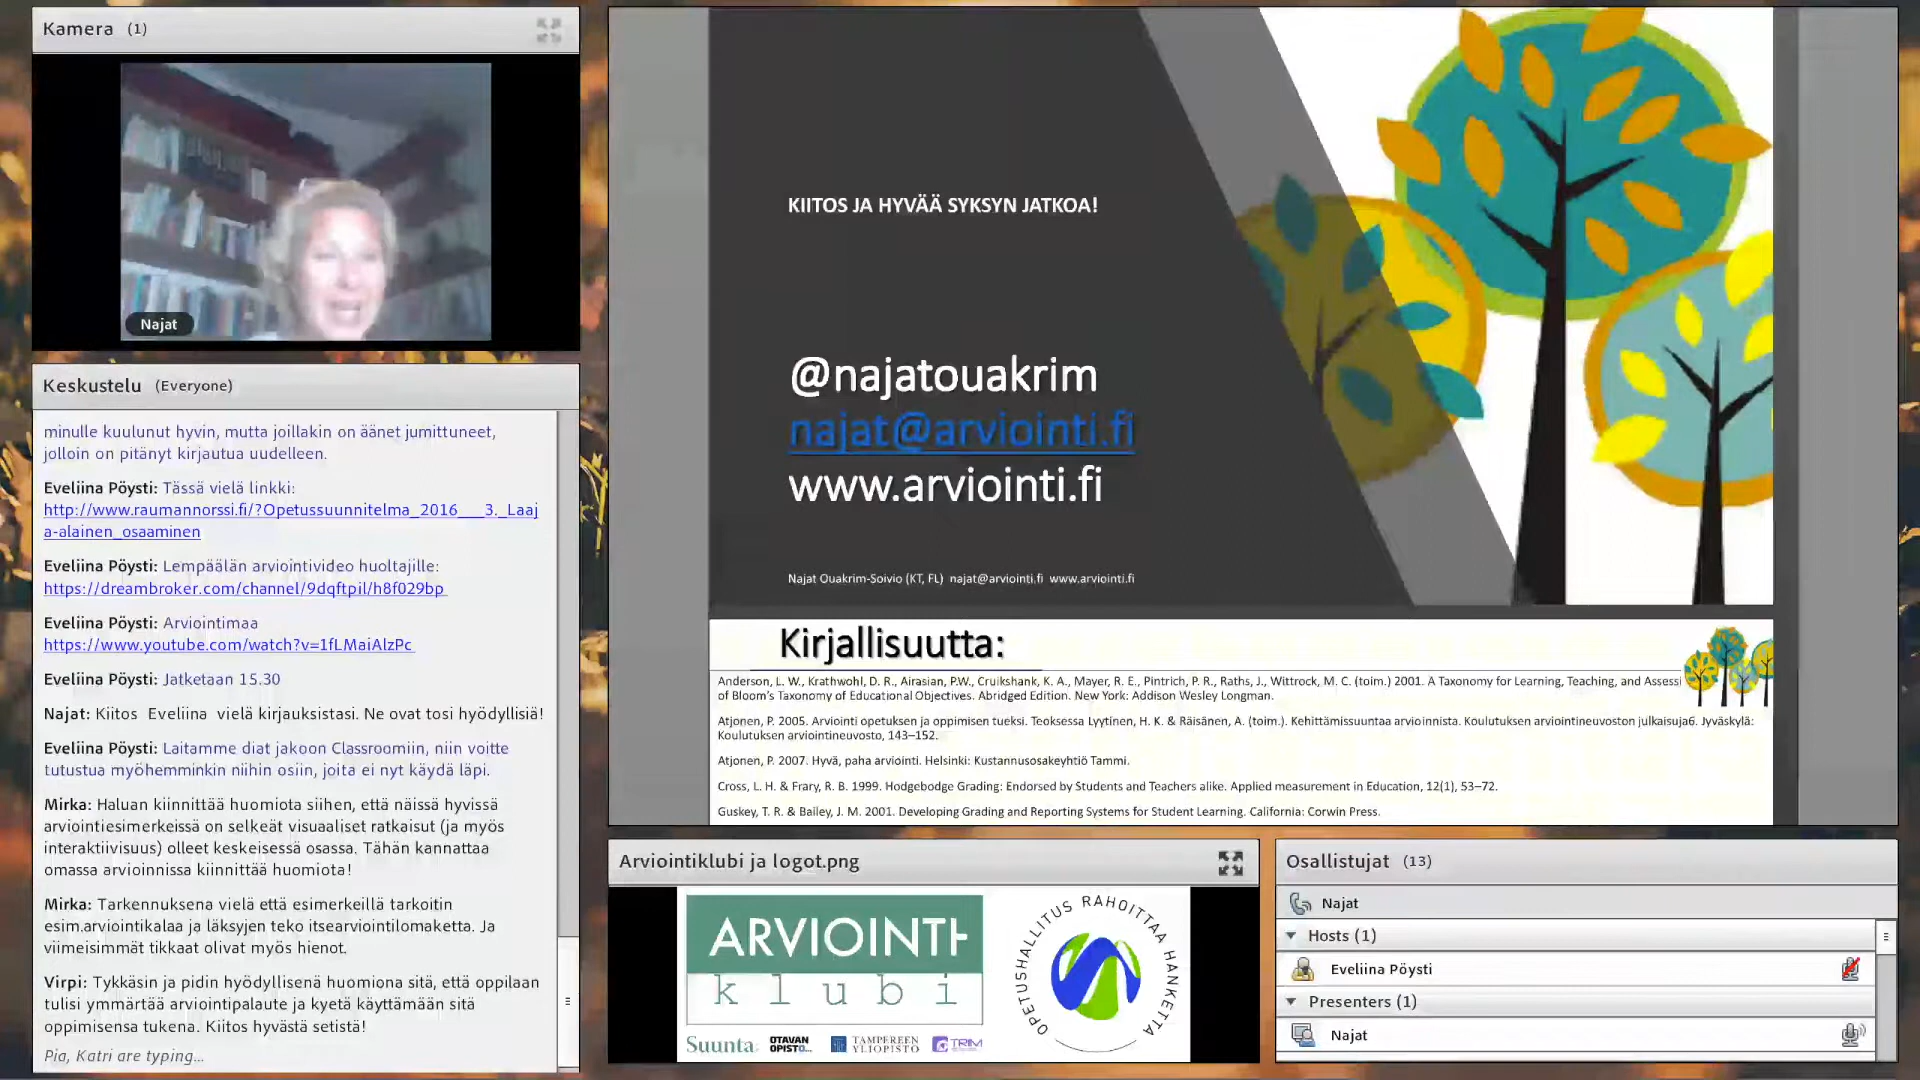 Kamera (1)
Najat
Keskustelu (Everyone)
minulle kuulunut hyvin, mutta joillakin on äänet jumittuneet,
jolloin on pitänyt kirjautua uudelleen.
Eveliina Pöysti: Tässä vielä linkki:
http://www.raumannorssi.fi/?Opetussuunnitelma_2016___3._Laaj
a-alainen_osaaminen
Eveliina Pöysti: Lempäälän arviointivideo huoltajille:
https://dreambroker.com/channel/9dqftpil/h8f029bp
Eveliina Pöysti: Arviointimaa
https://www.youtube.com/watch?v=1fLMaiAlzPc
Eveliina Pöysti: Jatketaan 15.30
Najat: Kiitos Eveliina vielä kirjauksistasi. Ne ovat tosi hyödyllisiä!
Eveliina Pöysti: Laitamme diat jakoon Classroomiin, niin voitte
tutustua myöhemminkin niihin osiin, joita ei nyt käydä läpi.
Mirka: Haluan kiinnittää huomiota siihen, että näissä hyvissä
arviointiesimerkeissä on selkeät visuaaliset ratkaisut (ja myös
interaktiivisuus) olleet keskeisessä osassa. Tähän kannattaa
omassa arvioinnissa kiinnittää huomiota!
Mirka: Tarkennuksena vielä että esimerkeillä tarkoitin
esim.arviointikalaa ja läksyjen teko itsearviointilomaketta. Ja
viimeisimmät tikkaat olivat myös hienot.
Virpi: Tykkäsin ja pidin hyödyllisenä huomiona sitä, että oppilaan
tulisi ymmärtää arviointipalaute ja kyetä käyttämään sitä
oppimisensa tukena. Kiitos hyvästä setistä!
Pia, Katri are typing...
KIITOS JA HYVÄÄ SYKSYN JATKOA!
@najatouakrim
najat@arviointi.fi
www.arviointi.fi
Najat Ouakrim-Soivio (KT, FL) najat@arviointi.fi www.arviointi.fi
Kirjallisuutta:
Anderson, L. W., Krathwohl, D. R., Airasian, P.W., Cruikshank, K. A., Mayer, R. E., Pintrich, P. R., Raths, J., Wittrock, M. C. (toim.) 2001. A Taxonomy for Learning, Teaching, and Assessi
of Bloom's Taxonomy of Educational Objectives. Abridged Edition. New York: Addison Wesley Longman.
Atjonen, P. 2005. Arviointi opetuksen ja oppimisen tueksi. Teoksessa Lyytinen, H. K. & Räisänen, A. (toim.). Kehittämissuuntaa arvioinnista. Koulutuksen arviointineuvoston julkaisuja6. Jyväskylä:
Koulutuksen arviointineuvosto, 143–152.
Atjonen, P. 2007. Hyvä, paha arviointi. Helsinki: Kustannusosakeyhtiö Tammi.
Cross, L. H. & Frary, R. B. 1999. Hodgebodge Grading: Endorsed by Students and Teachers alike. Applied measurement in Education, 12(1), 53–72.
Guskey, T. R. & Bailey, J. M. 2001. Developing Grading and Reporting Systems for Student Learning. California: Corwin Press.
Arviointiklubi ja logot.png
ARVIOINTI
klubi
Suunta OTAVAN OPISTO... TAMPEREEN YLIOPISTO TRIM
OPETUSHALLITUS RAHOITTAA HANKETTA
Osallistujat (13)
Najat
Hosts (1)
Eveliina Pöysti
Presenters (1)
Najat